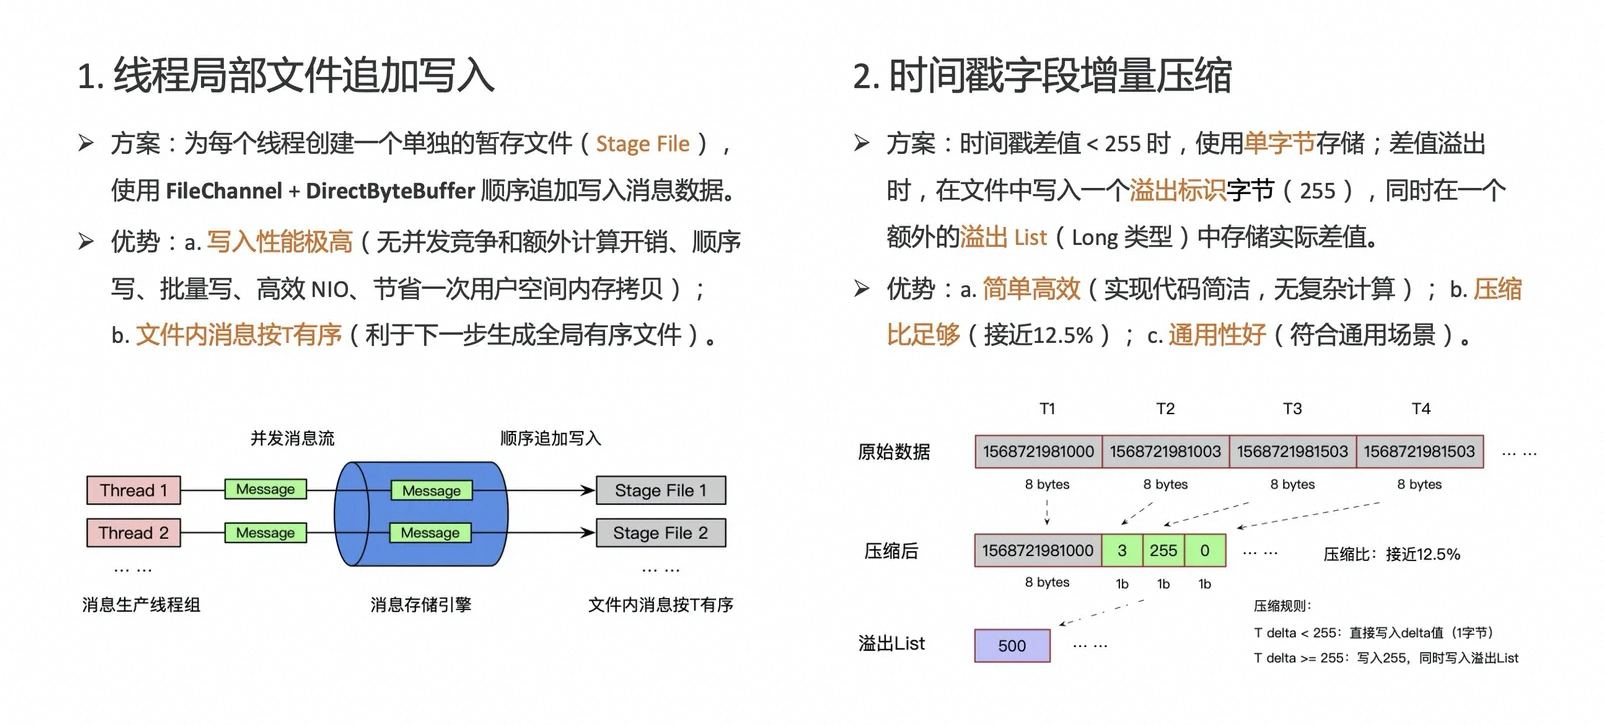 1. 线程局部文件追加写入
方案：为每个线程创建一个单独的暂存文件（Stage File），
使用 FileChannel + DirectByteBuffer 顺序追加写入消息数据。
优势：a. 写入性能极高（无并发竞争和额外计算开销、顺序
写、批量写、高效 NIO、节省一次用户空间内存拷贝）；
b. 文件内消息按T有序（利于下一步生成全局有序文件）。
并发消息流
顺序追加写入
Thread 1
Message
Message
Stage File 1
Thread 2
Message
Message
Stage File 2
... ...
... ...
消息生产线程组
消息存储引擎
文件内消息按T有序
2. 时间戳字段增量压缩
方案：时间戳差值 < 255 时，使用单字节存储；差值溢出
时，在文件中写入一个溢出标识字节（255），同时在一个
额外的溢出 List（Long 类型）中存储实际差值。
优势：a. 简单高效（实现代码简洁，无复杂计算）；b. 压缩
比足够（接近12.5%）；c. 通用性好（符合通用场景）。
T1
T2
T3
T4
原始数据
1568721981000
1568721981003
1568721981503
1568721981503
... ...
8 bytes
8 bytes
8 bytes
8 bytes
压缩后
1568721981000
3
255
0
... ...
压缩比：接近12.5%
8 bytes
1b
1b
1b
压缩规则：
T delta < 255：直接写入delta值（1字节）
T delta >= 255：写入255，同时写入溢出List
溢出List
500
... ...